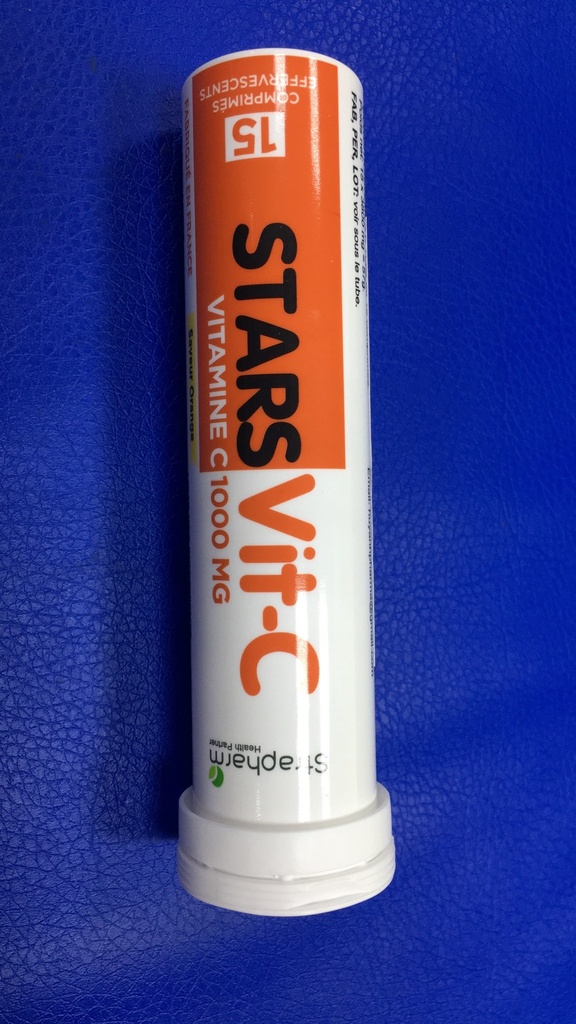 Strapharm
Health Partner
STARS Vit-C
VITAMINE C 1000 MG
15
COMPRIMÉS
EFFERVESCENTS
FABRIQUÉ EN FRANCE
Saveur Orange
FAB, PER, LOT: voir sous le tube.